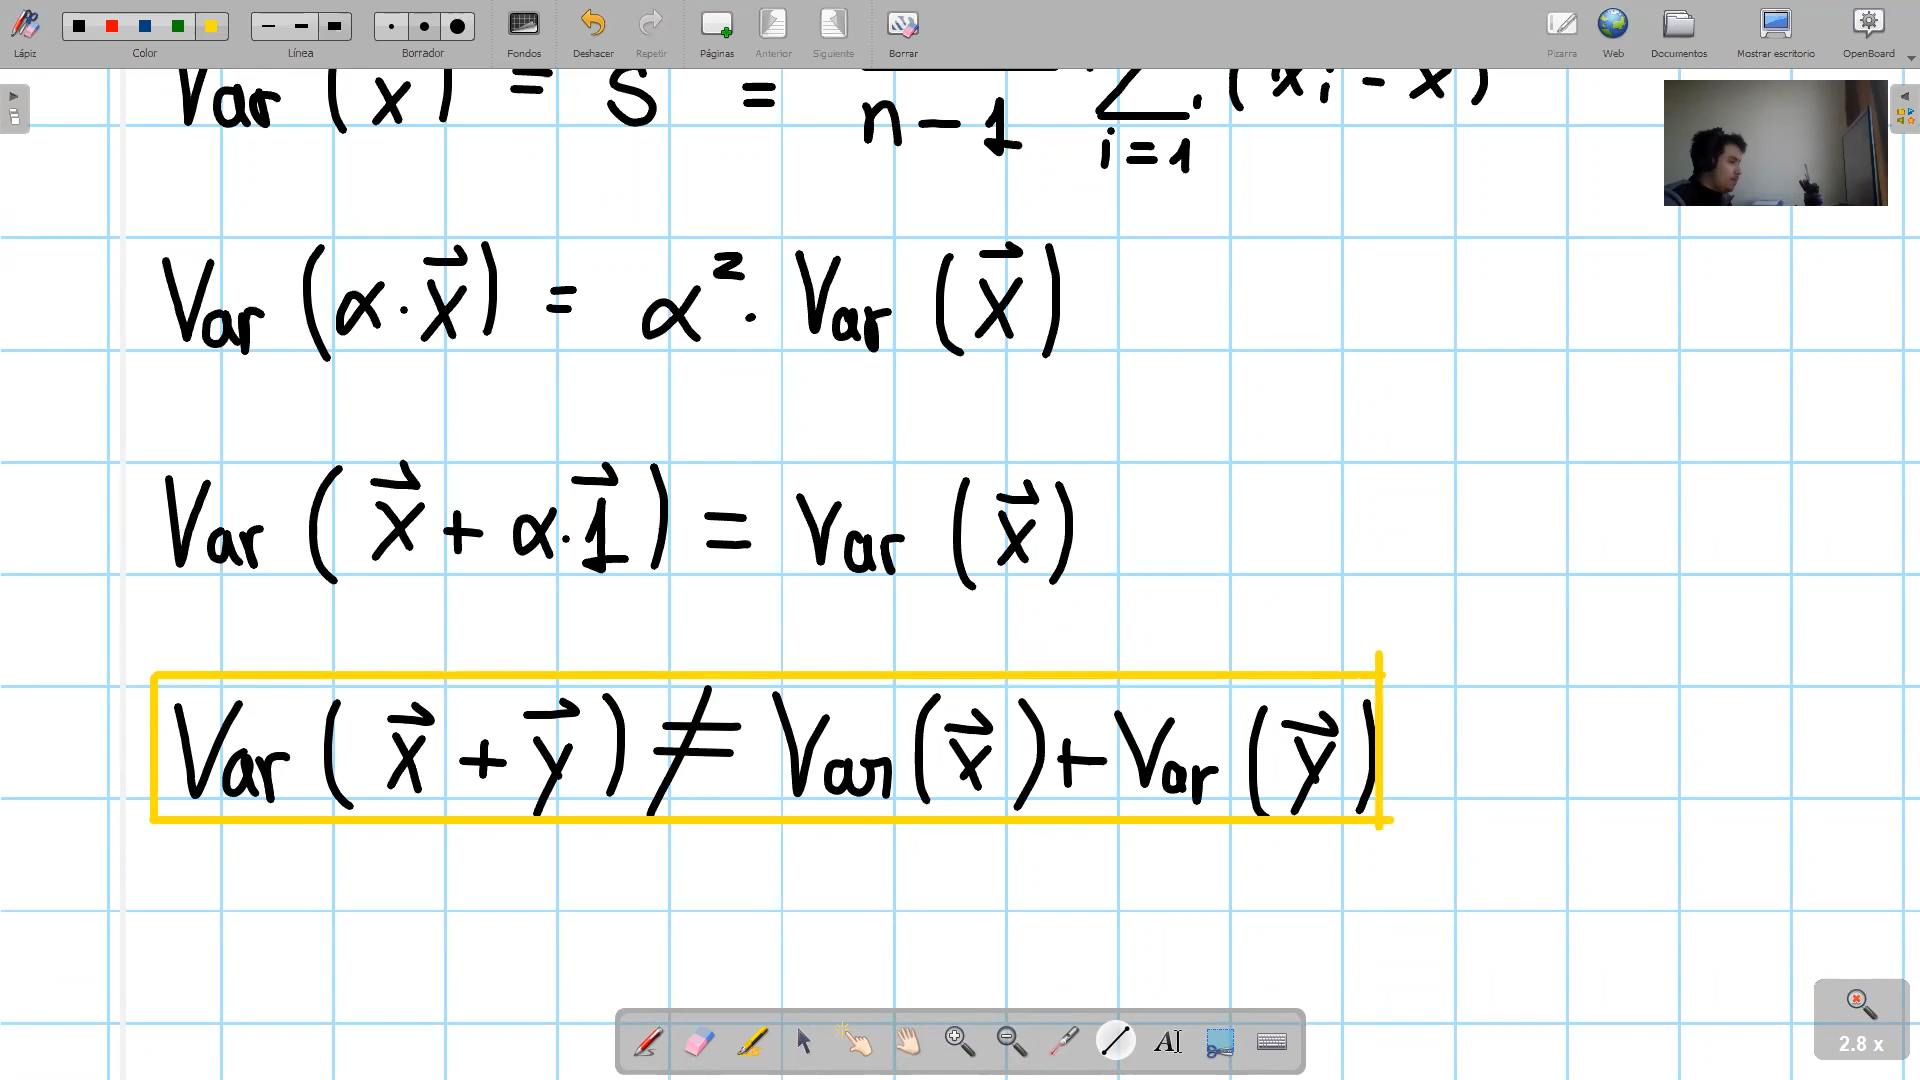 Lápiz Color Línea Borrador Fondos Deshacer Repetir Páginas Anterior Siguiente Borrar Pizarra Web Documentos Mostrar escritorio OpenBoard
Var (x) = S = n - 1 ∑ i=1 (xi - x)
Var (α · x⃗) = α² · Var (x⃗)
Var (x⃗ + α · 1⃗) = Var (x⃗)
Var (x⃗ + y⃗) ≠ Var (x⃗) + Var (y⃗)
AI
2.8 x